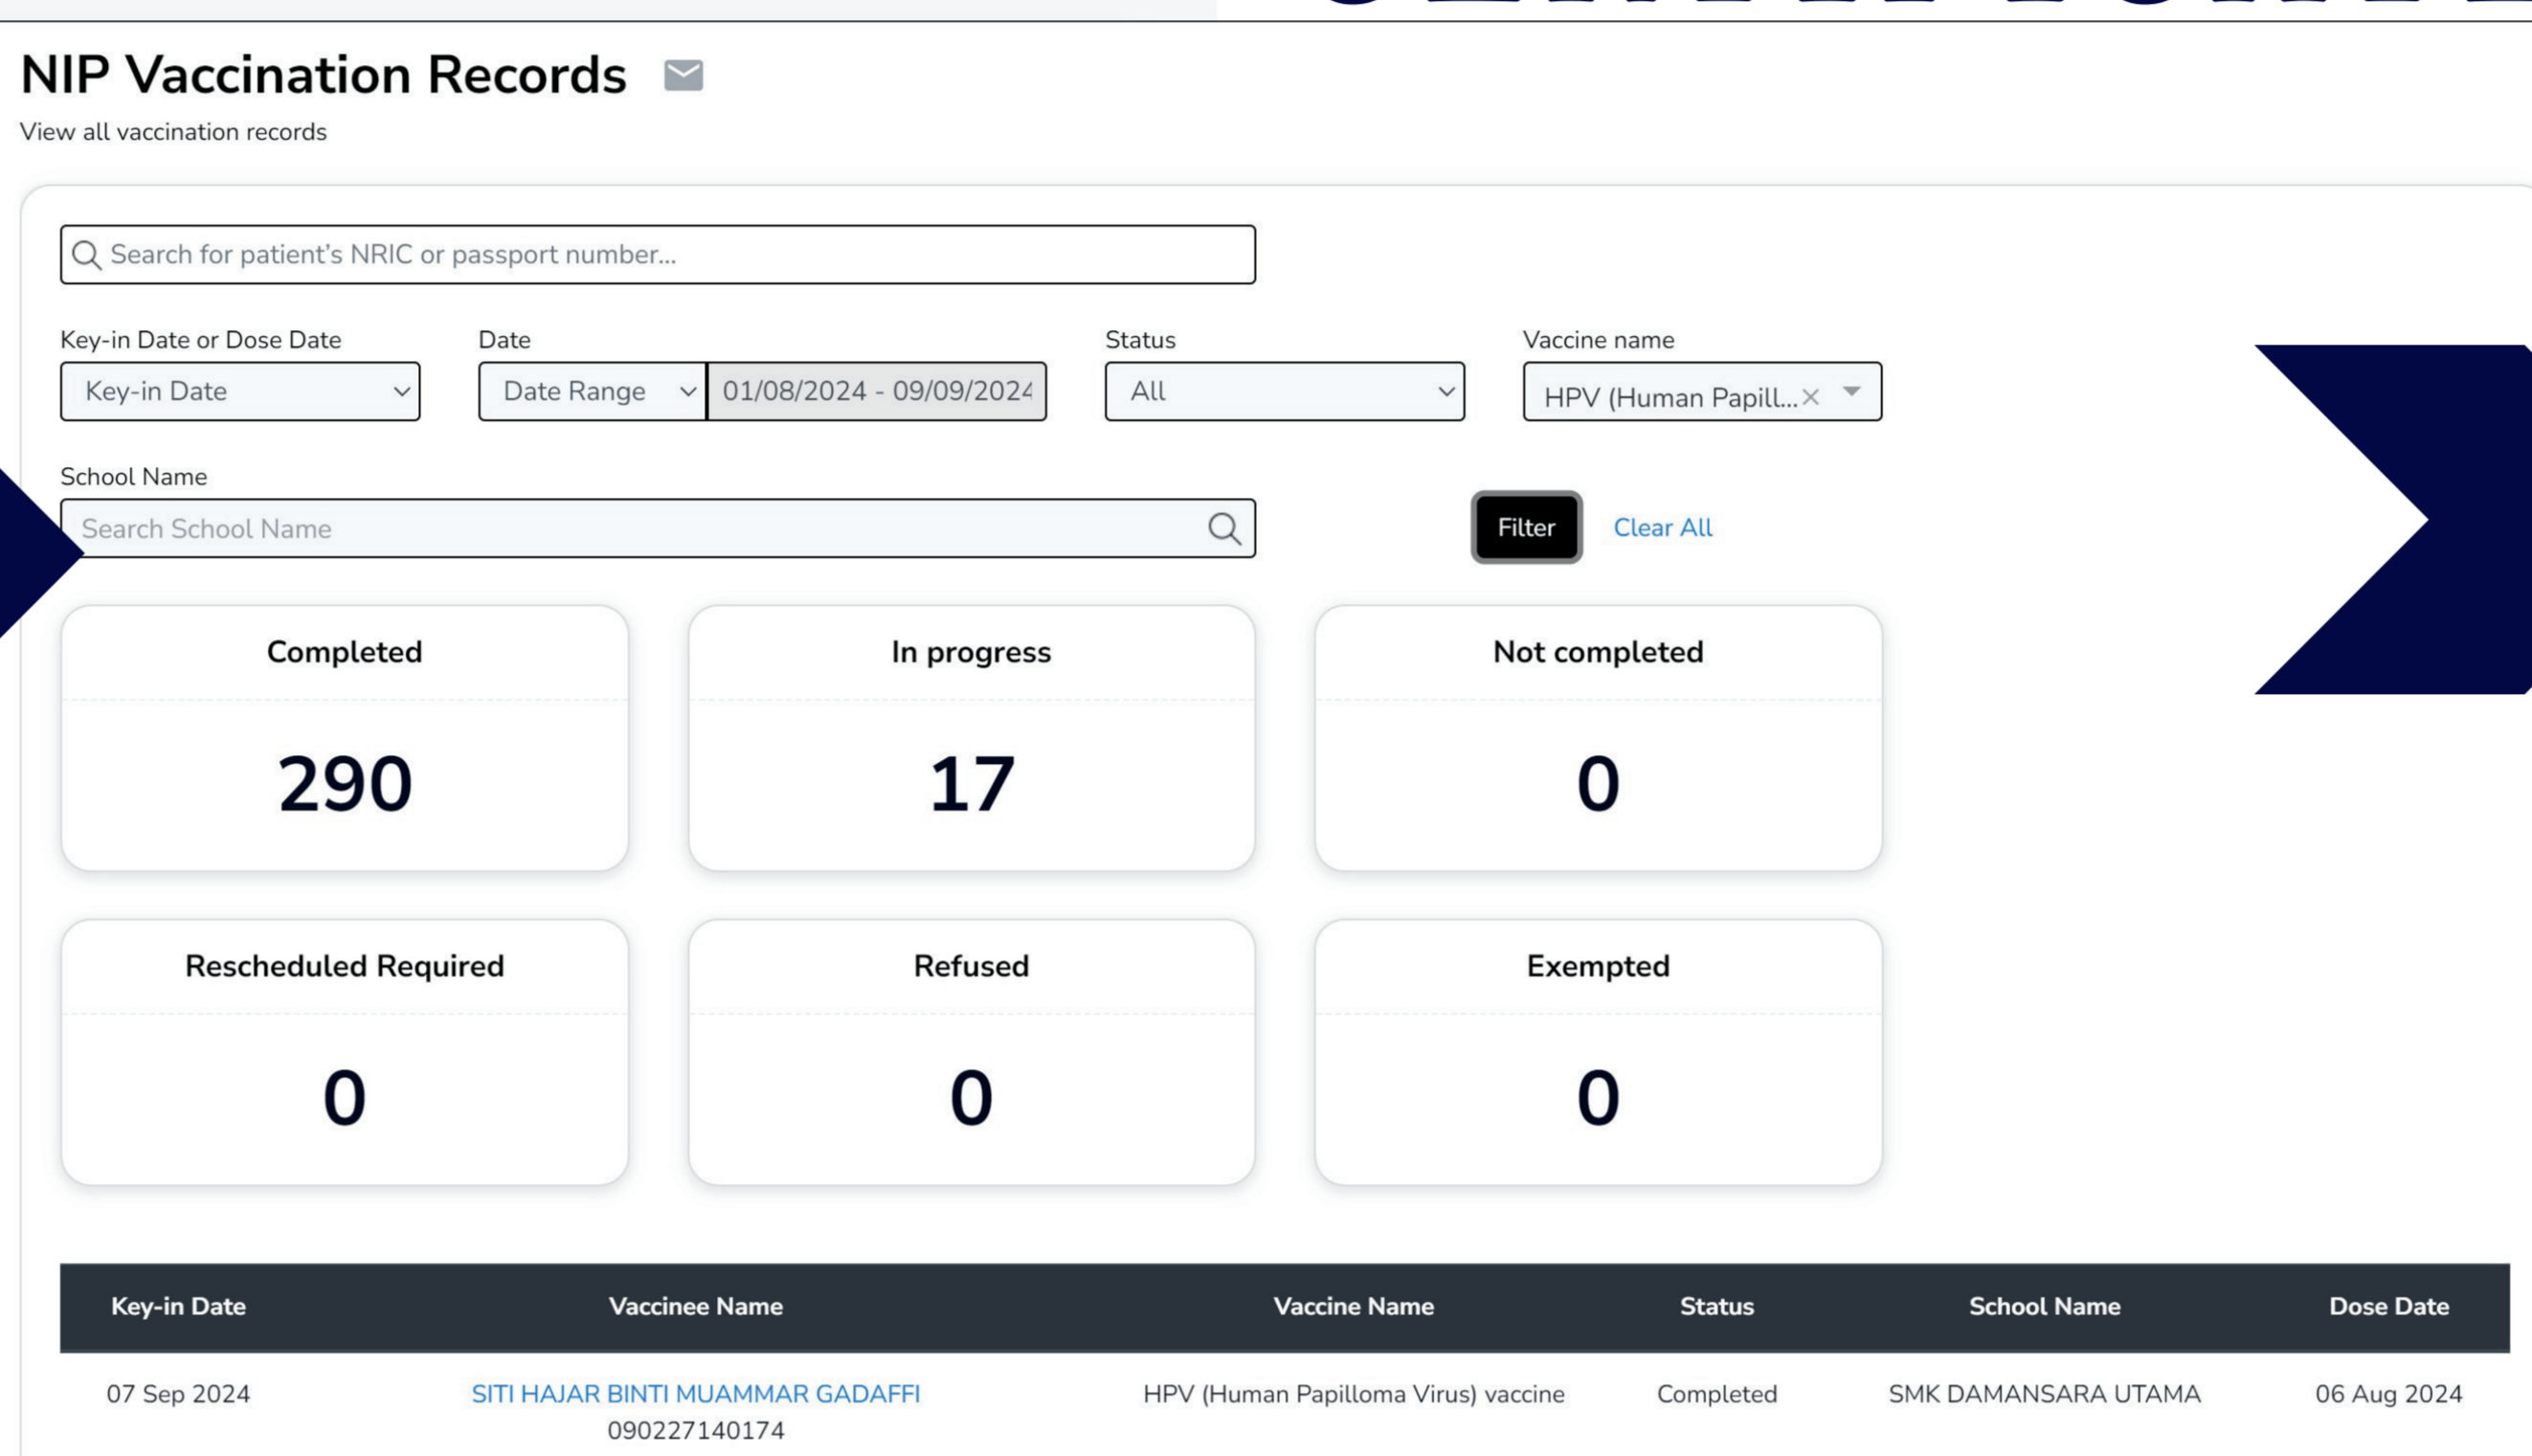 NIP Vaccination Records
View all vaccination records
Search for patient's NRIC or passport number...
Key-in Date or Dose Date Date Status Vaccine name
Key-in Date Date Range 01/08/2024 - 09/09/2024 All HPV (Human Papill...
School Name
Search School Name Filter Clear All
Completed In progress Not completed
290 17 0
Rescheduled Required Refused Exempted
0 0 0
Key-in Date Vaccinee Name Vaccine Name Status School Name Dose Date
07 Sep 2024 SITI HAJAR BINTI MUAMMAR GADAFFI HPV (Human Papilloma Virus) vaccine Completed SMK DAMANSARA UTAMA 06 Aug 2024
090227140174